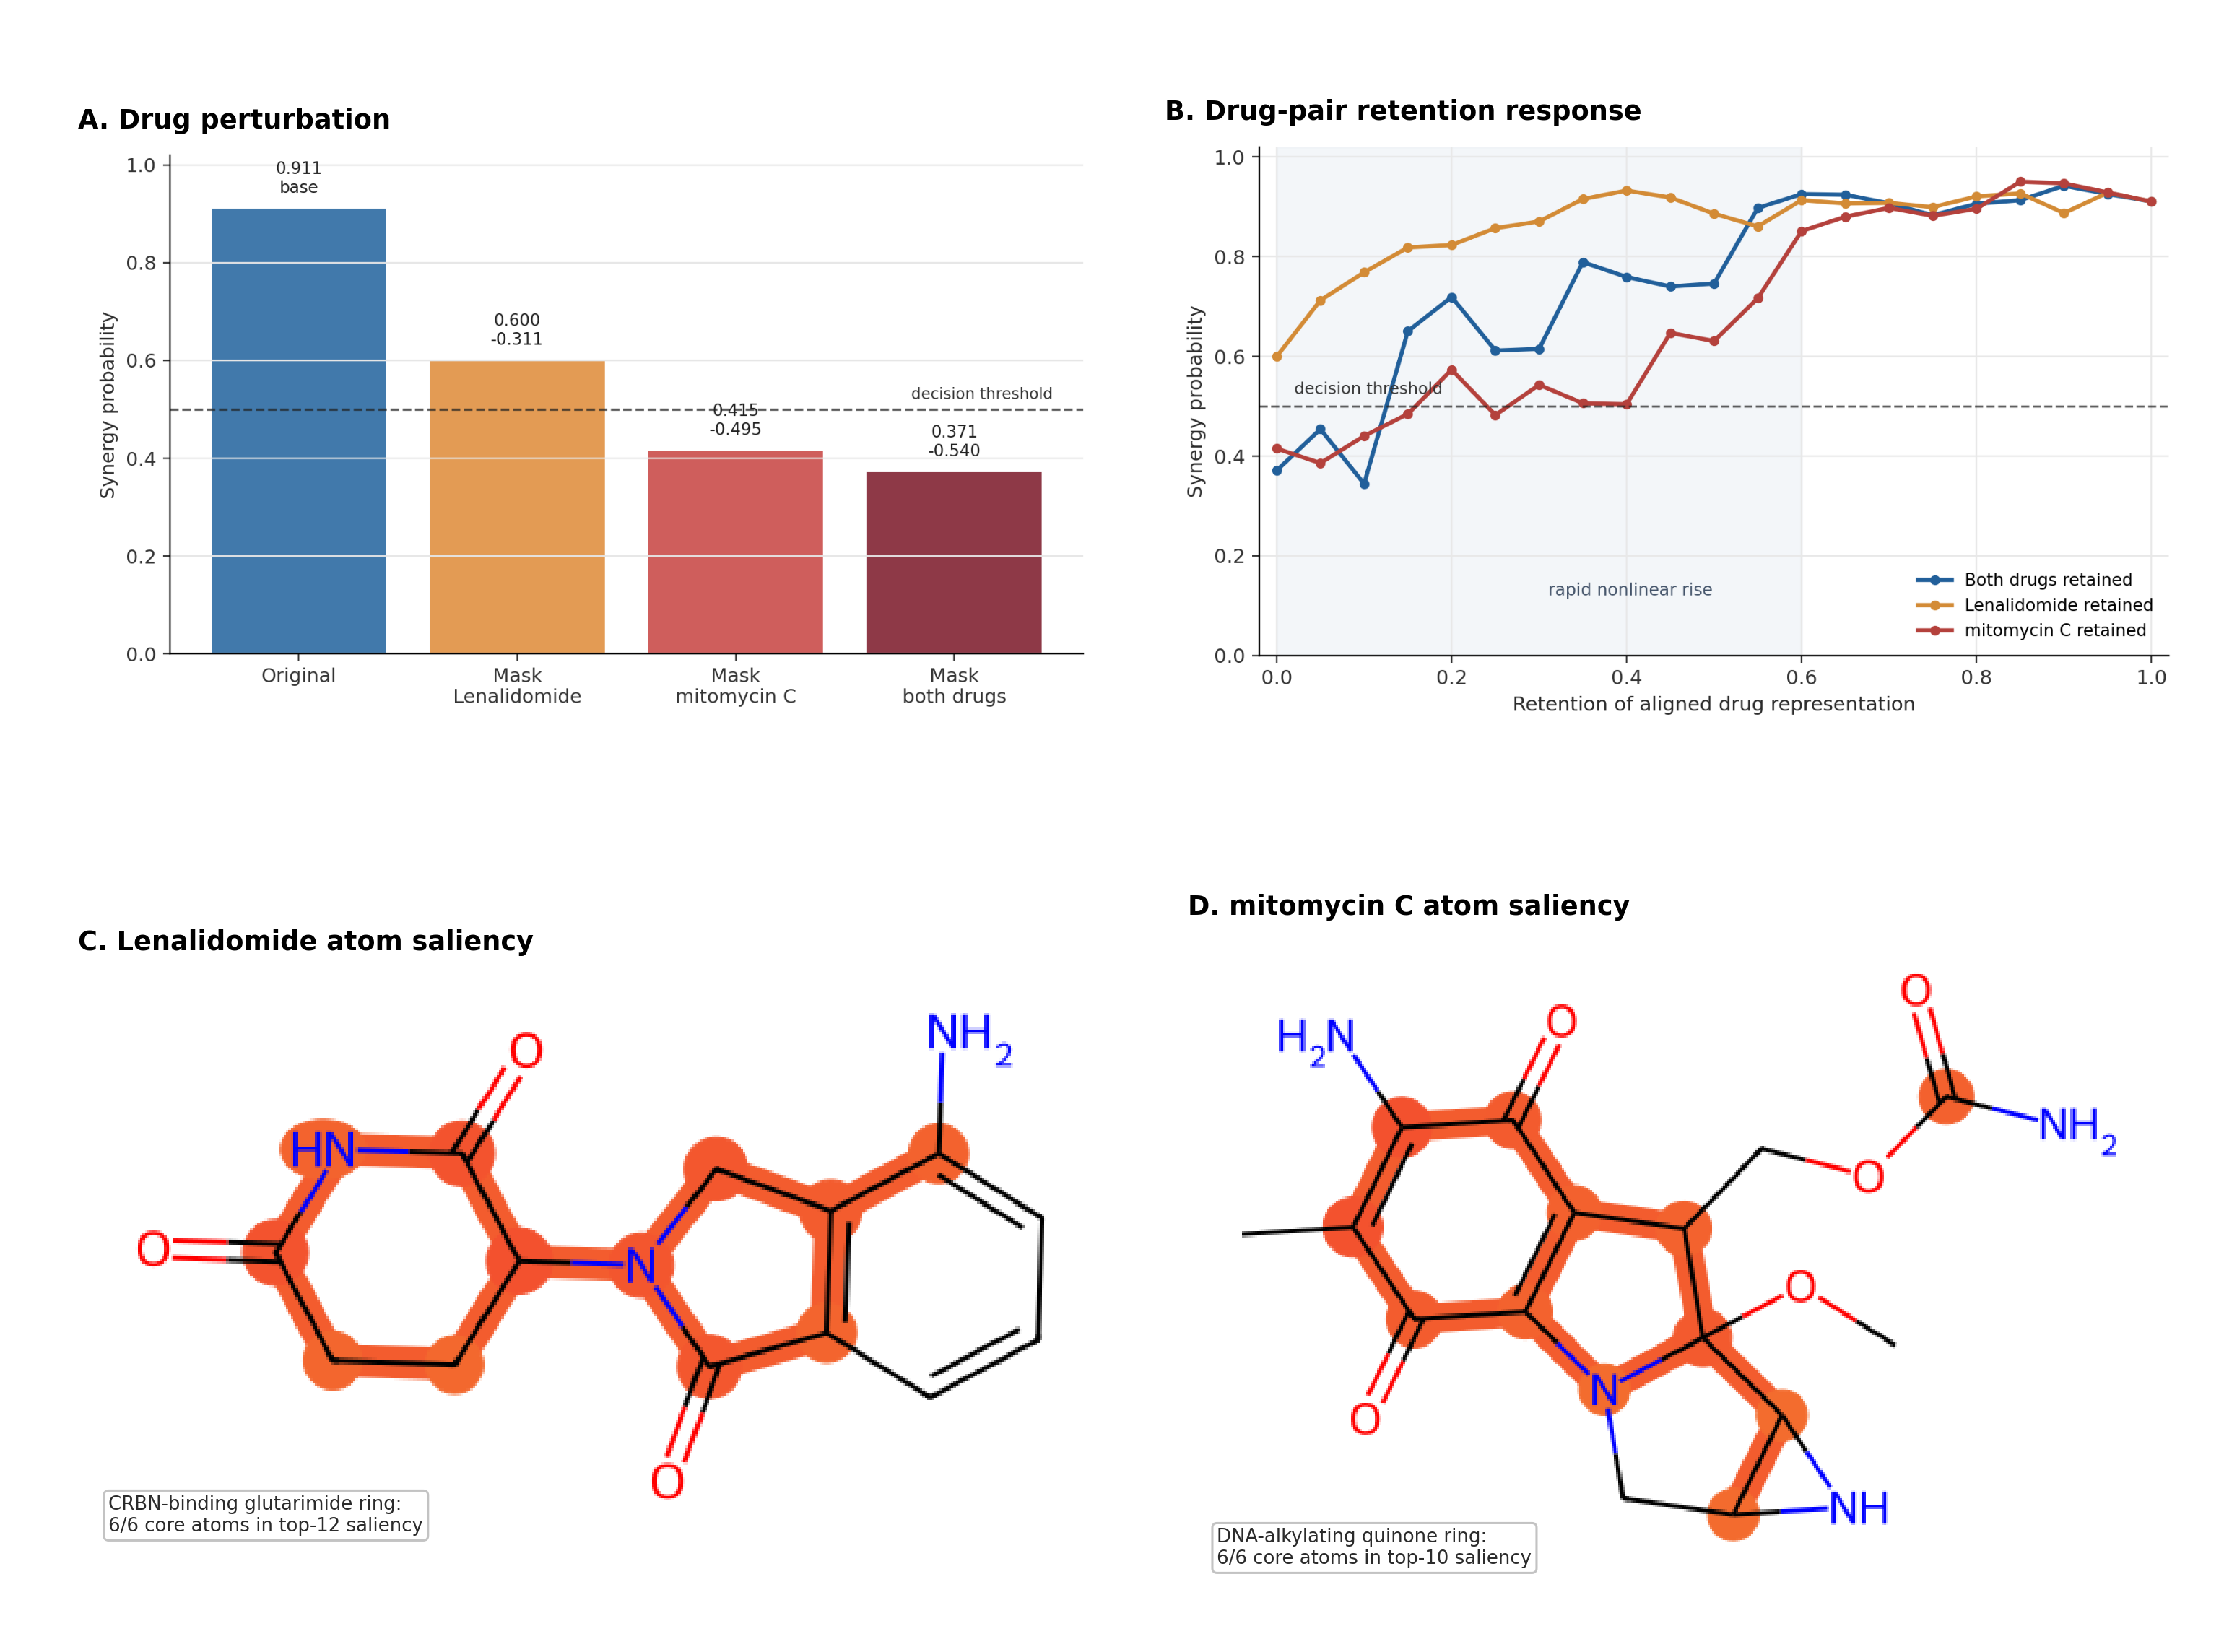 A. Drug perturbation
1.0
0.8
0.6
0.4
0.2
0.0
Synergy probability
0.911
base
0.600
-0.311
0.415
-0.495
0.371
-0.540
decision threshold
Original
Mask
Lenalidomide
Mask
mitomycin C
Mask
both drugs
B. Drug-pair retention response
1.0
0.8
0.6
0.4
0.2
0.0
Synergy probability
decision threshold
rapid nonlinear rise
Both drugs retained
Lenalidomide retained
mitomycin C retained
0.0 0.2 0.4 0.6 0.8 1.0
Retention of aligned drug representation
C. Lenalidomide atom saliency
NH2
O
HN
O
N
O
CRBN-binding glutarimide ring:
6/6 core atoms in top-12 saliency
D. mitomycin C atom saliency
O
H2N
O
NH2
O
O
N
O
NH
DNA-alkylating quinone ring:
6/6 core atoms in top-10 saliency